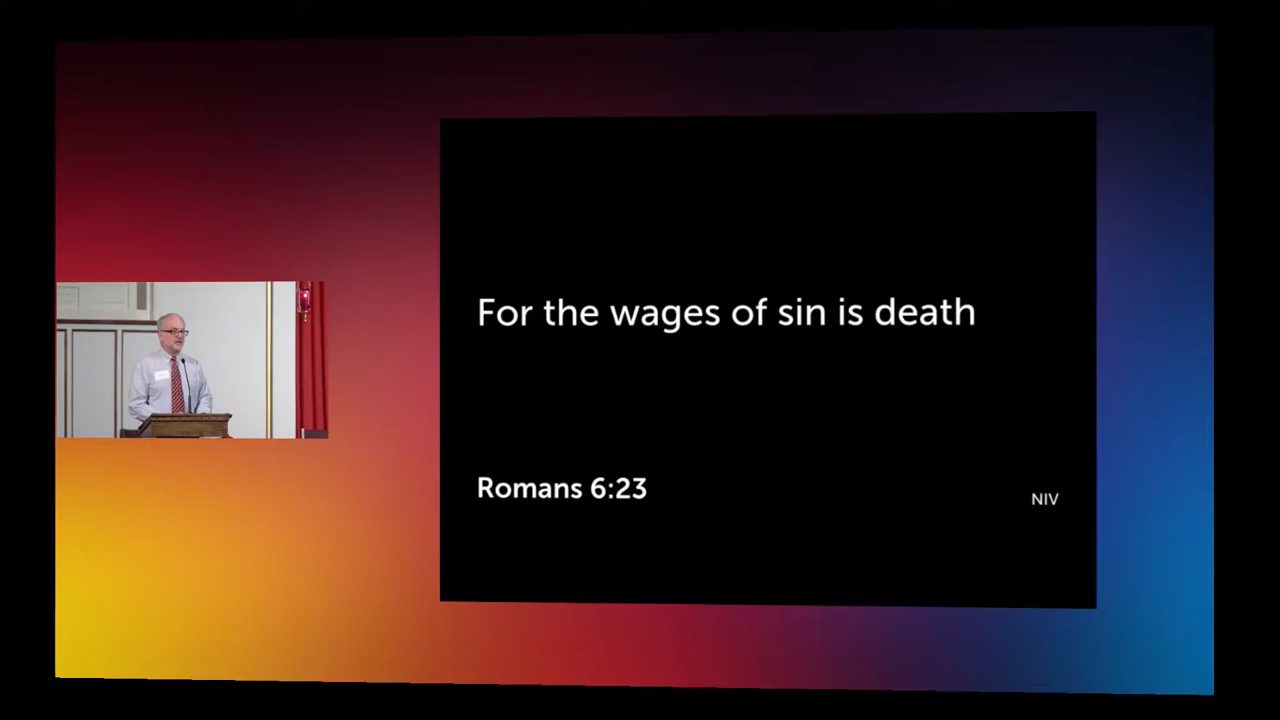 For the wages of sin is death
Romans 6:23
NIV